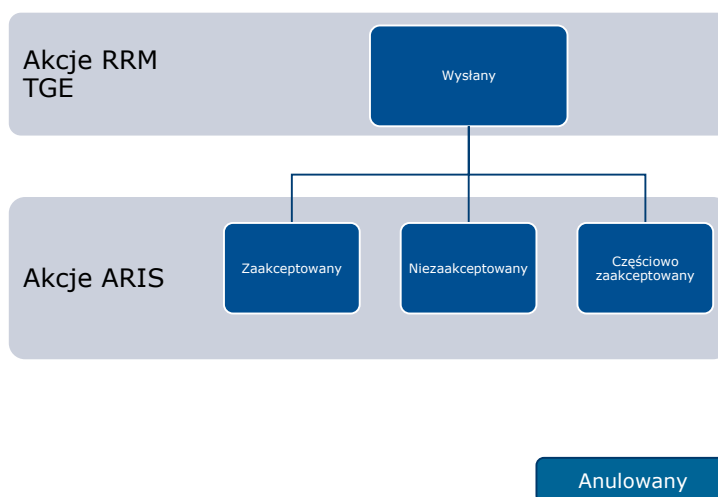 Akcje RRM
TGE
Wysłany
Akcje ARIS
Zaakceptowany
Niezaakceptowany
Częściowo
zaakceptowany
Anulowany